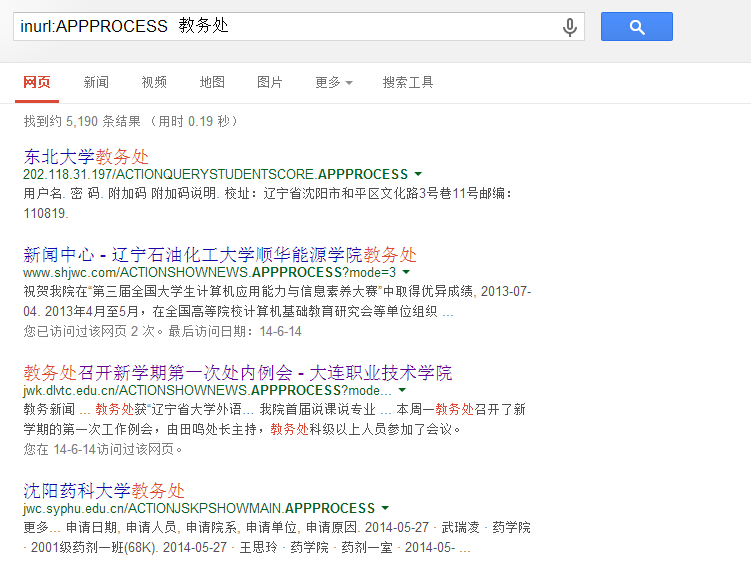 inurl:APPPROCESS 教务处
网页 新闻 视频 地图 图片 更多 搜索工具
找到约 5,190 条结果 （用时 0.19 秒）
东北大学教务处
202.118.31.197/ACTIONQUERYSTUDENTSCORE.APPPROCESS
用户名. 密 码. 附加码 附加码说明. 校址：辽宁省沈阳市和平区文化路3号巷11号邮编：
110819.
新闻中心 - 辽宁石油化工大学顺华能源学院教务处
www.shjwc.com/ACTIONSHOWNEWS.APPPROCESS?mode=3
祝贺我院在“第三届全国大学生计算机应用能力与信息素养大赛”中取得优异成绩, 2013-07-
04. 2013年4月至5月，在全国高等院校计算机基础教育研究会等单位组织 ...
您已访问过该网页 2 次。最后访问日期：14-6-14
教务处召开新学期第一次处内例会 - 大连职业技术学院
jwk.dlvtc.edu.cn/ACTIONSHOWNEWS.APPPROCESS?mode...
教务新闻 ... 教务处获“辽宁省大学外语... 我院首届说课说专业 ... 本周一教务处召开了新
学期的第一次工作例会，由田鸣处长主持，教务处科级以上人员参加了会议。
您在 14-6-14访问过该网页。
沈阳药科大学教务处
jwc.syphu.edu.cn/ACTIONJSKPSHOWMAIN.APPPROCESS
更多... 申请日期, 申请人员, 申请院系, 申请单位, 申请原因. 2014-05-27 · 武瑞凌 · 药学院
· 2001级药剂一班(68K). 2014-05-27 · 王思玲 · 药学院 · 药剂一室 · 2014-05- ...